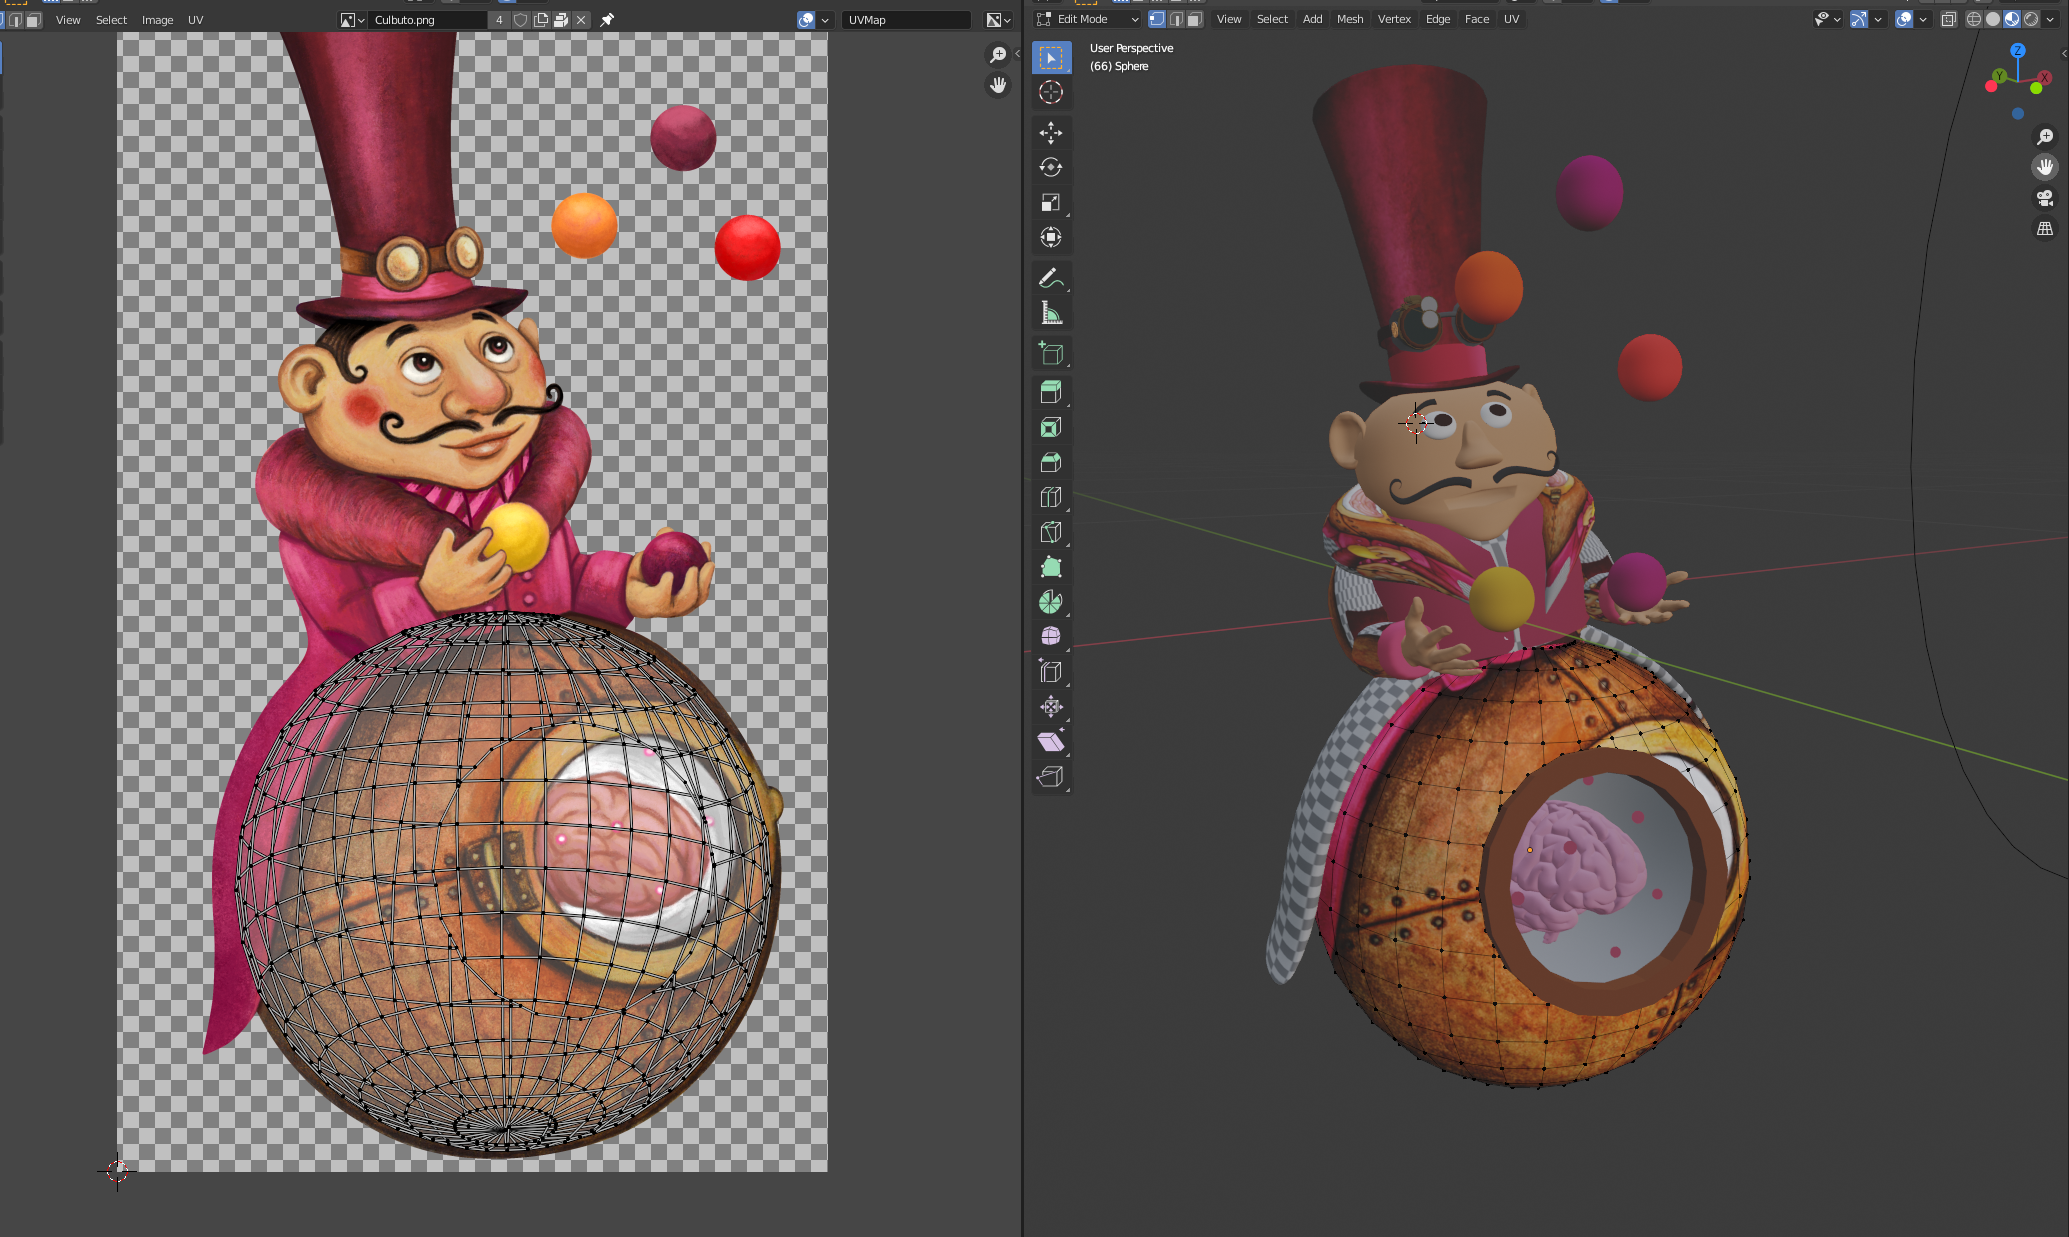 View Select Image UV
Culbuto.png 4
UVMap
Edit Mode View Select Add Mesh Vertex Edge Face UV
User Perspective
(66) Sphere
Z
Y
X